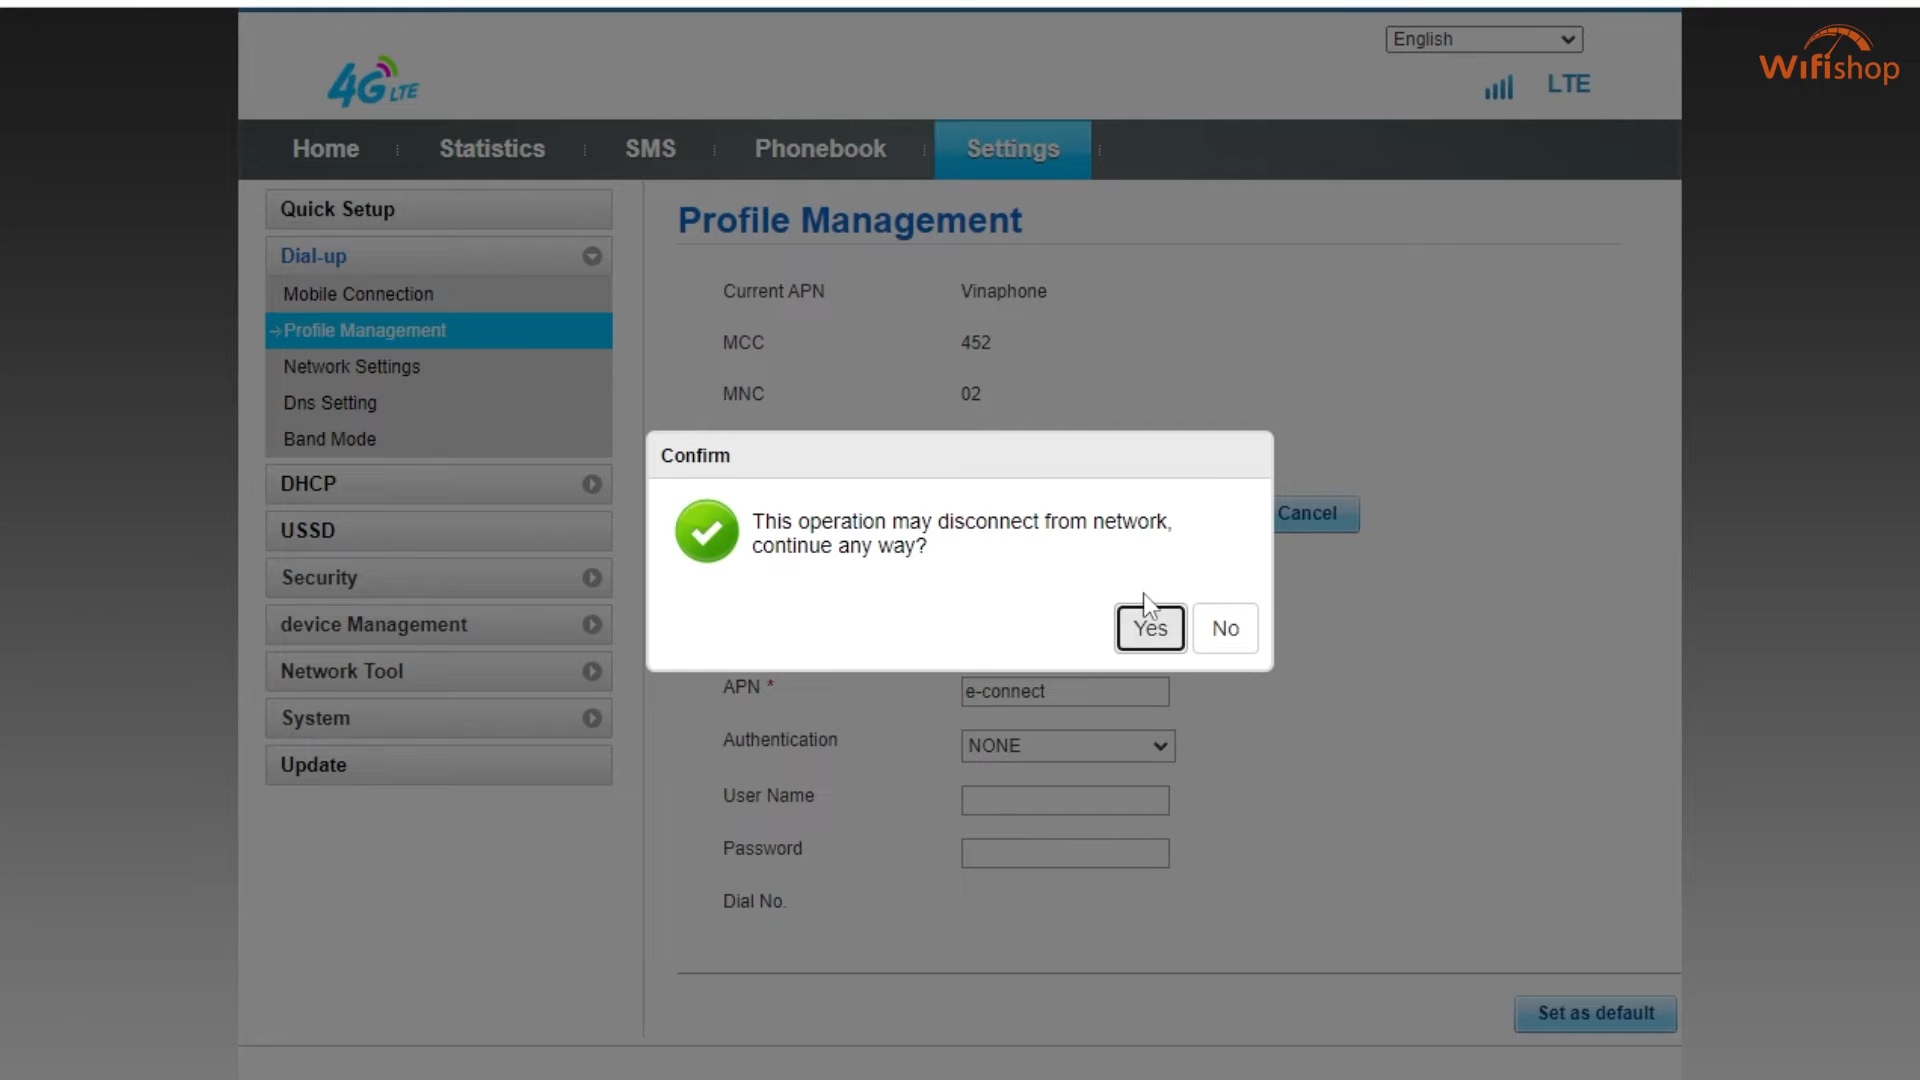 English
Wifishop
4G LTE
LTE
Home
Statistics
SMS
Phonebook
Settings
Quick Setup
Dial-up
Mobile Connection
Profile Management
Network Settings
Dns Setting
Band Mode
DHCP
USSD
Security
device Management
Network Tool
System
Update
Profile Management
Current APN Vinaphone
MCC 452
MNC 02
Cancel
Confirm
This operation may disconnect from network,
continue any way?
Yes No
APN * e-connect
Authentication NONE
User Name
Password
Dial No.
Set as default